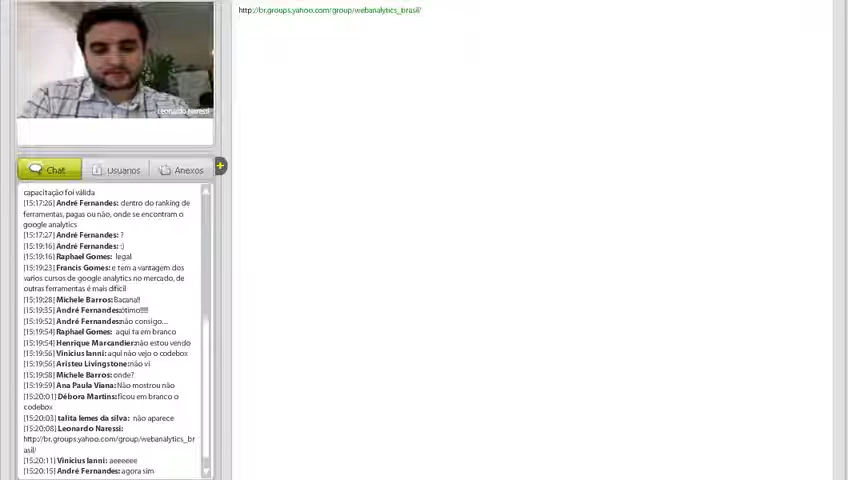 http://br.groups.yahoo.com/group/webanalytics_brasil/
Leonardo Naressi
Chat
Usuarios
Anexos
capacitação foi válida
[15:17:26] André Fernandes: dentro do ranking de
ferramentas, pagas ou não, onde se encontram o
google analytics
[15:17:27] André Fernandes: ?
[15:19:16] André Fernandes: :)
[15:19:16] Raphael Gomes: legal
[15:19:23] Francis Gomes: e tem a vantagem dos
varios cursos de google analytics no mercado, de
outras ferramentas é mais dficil
[15:19:28] Michele Barros: Bacana!!
[15:19:35] André Fernandes: ótimo!!!!
[15:19:52] André Fernandes: não consigo...
[15:19:54] Raphael Gomes: aqui ta em branco
[15:19:54] Henrique Marcandier: não estou vendo
[15:19:56] Vinicius Ianni: aqui não vejo o codebox
[15:19:56] Aristeu Livingstone: não vi
[15:19:58] Michele Barros: onde?
[15:19:59] Ana Paula Viana: Não mostrou não
[15:20:01] Débora Martins: ficou em branco o
codebox
[15:20:03] talita lemes da silva: não aparece
[15:20:08] Leonardo Naressi:
http://br.groups.yahoo.com/group/webanalytics_br
asil/
[15:20:11] Vinicius Ianni: aeeeeee
[15:20:15] André Fernandes: agora sim